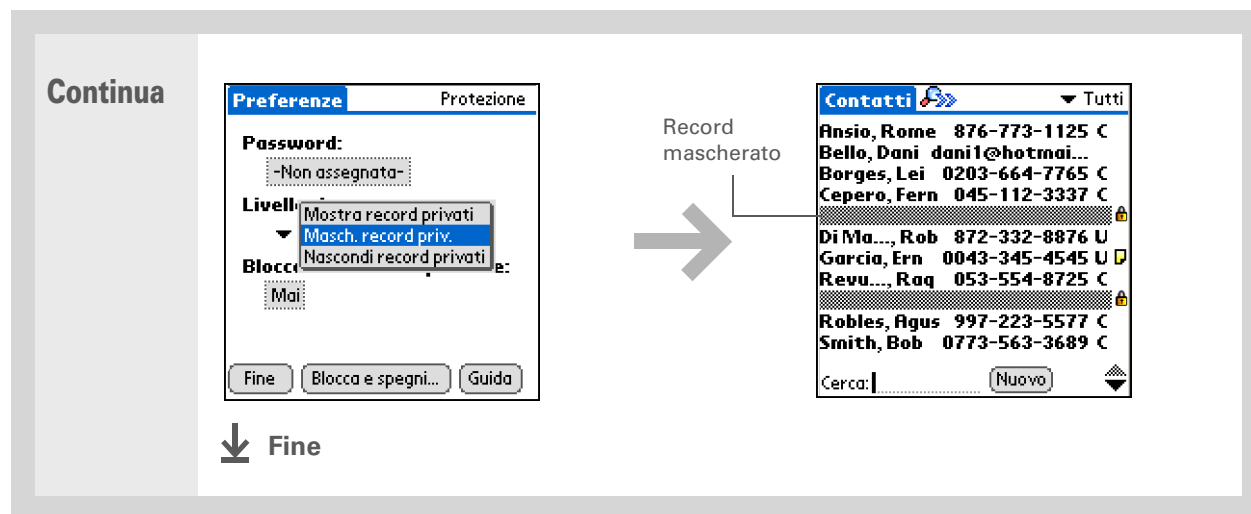 Continua
Preferenze Protezione
Password:
-Non assegnata-
Livell
Mostra record privati
Masch. record priv.
Nascondi record privati
Blocc e:
Mai
Fine Blocca e spegni... Guida
Fine
Record
mascherato
Contatti Tutti
Ansio, Rome 876-773-1125 C
Bello, Dani dani1@hotmai...
Borges, Lei 0203-664-7765 C
Cepero, Fern 045-112-3337 C
Di Ma..., Rob 872-332-8876 U
Garcia, Ern 0043-345-4545 U
Revu..., Raq 053-554-8725 C
Robles, Agus 997-223-5577 C
Smith, Bob 0773-563-3689 C
Cerca: Nuovo